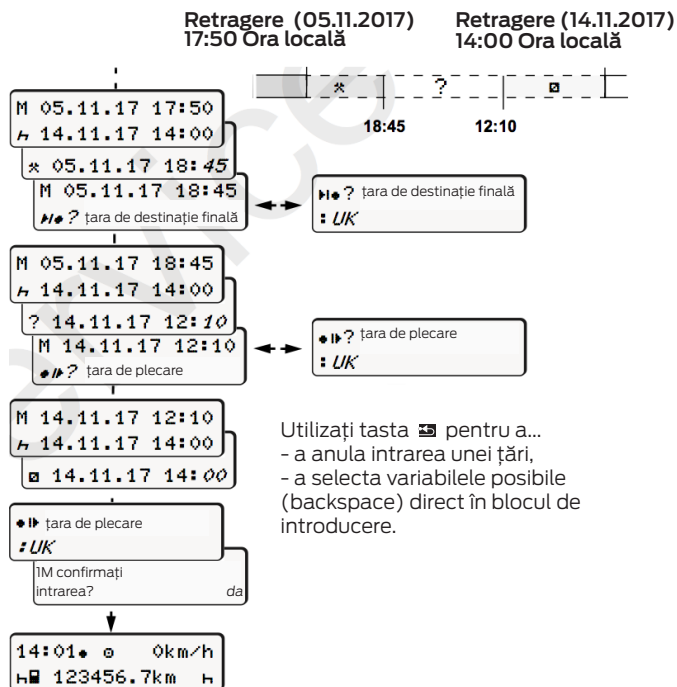 Retragere (05.11.2017)
17:50 Ora locală
Retragere (14.11.2017)
14:00 Ora locală
?
18:45
12:10
M 05.11.17 17:50
14.11.17 14:00
05.11.17 18:45
M 05.11.17 18:45
? țara de destinație finală
? țara de destinație finală
: UK
M 05.11.17 18:45
14.11.17 14:00
? 14.11.17 12:10
M 14.11.17 12:10
? țara de plecare
? țara de plecare
: UK
M 14.11.17 12:10
14.11.17 14:00
14.11.17 14:00
țara de plecare
: UK
1M confirmați
intrarea? da
14:01 0km/h
123456.7km
Utilizați tasta pentru a...
- a anula intrarea unei țări,
- a selecta variabilele posibile
(backspace) direct în blocul de
introducere.